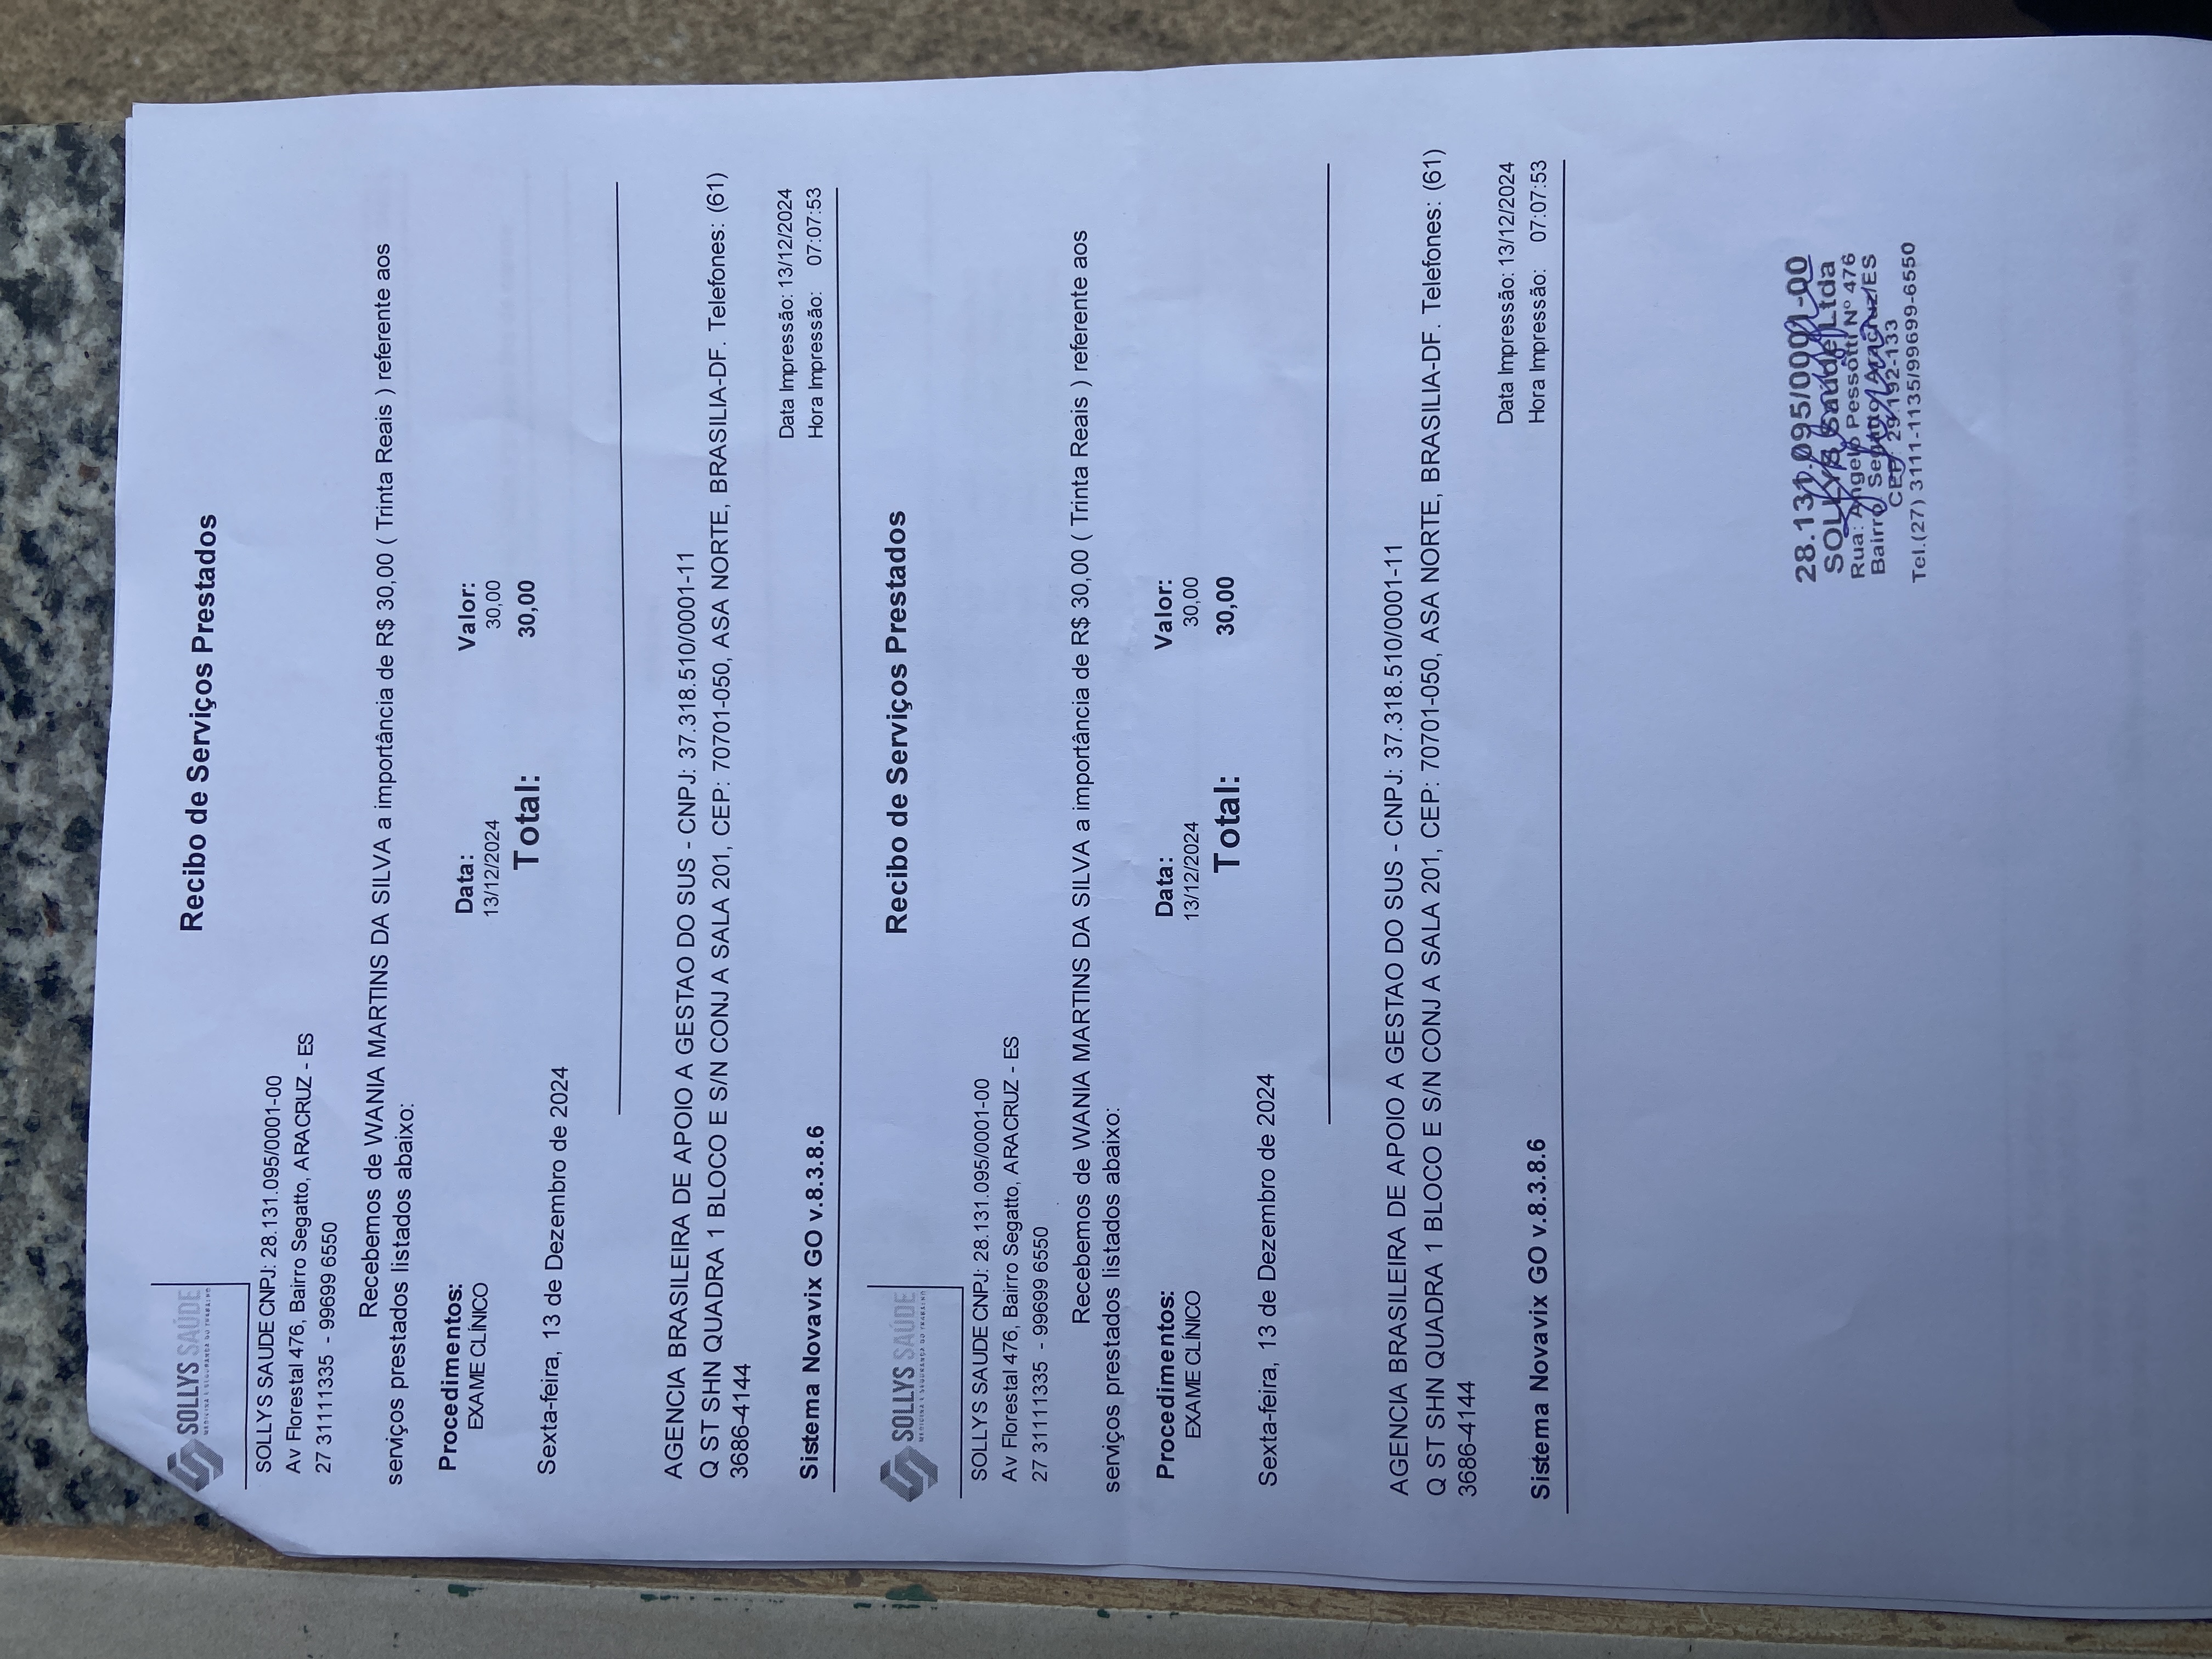 SOLLYS SAÚDE
MEDICINA E SEGURANÇA DO TRABALHO
Recibo de Serviços Prestados
SOLLYS SAUDE CNPJ: 28.131.095/0001-00
Av Florestal 476, Bairro Segatto, ARACRUZ - ES
27 31111335 - 99699 6550
Recebemos de WANIA MARTINS DA SILVA a importância de R$ 30,00 ( Trinta Reais ) referente aos
serviços prestados listados abaixo:
Procedimentos: Data: Valor:
EXAME CLÍNICO 13/12/2024 30,00
Total: 30,00
Sexta-feira, 13 de Dezembro de 2024
AGENCIA BRASILEIRA DE APOIO A GESTAO DO SUS - CNPJ: 37.318.510/0001-11
Q ST SHN QUADRA 1 BLOCO E S/N CONJ A SALA 201, CEP: 70701-050, ASA NORTE, BRASILIA-DF. Telefones: (61)
3686-4144
Data Impressão: 13/12/2024
Sistema Novavix GO v.8.3.8.6 Hora Impressão: 07:07:53
SOLLYS SAÚDE
MEDICINA E SEGURANÇA DO TRABALHO
Recibo de Serviços Prestados
SOLLYS SAUDE CNPJ: 28.131.095/0001-00
Av Florestal 476, Bairro Segatto, ARACRUZ - ES
27 31111335 - 99699 6550
Recebemos de WANIA MARTINS DA SILVA a importância de R$ 30,00 ( Trinta Reais ) referente aos
serviços prestados listados abaixo:
Procedimentos: Data: Valor:
EXAME CLÍNICO 13/12/2024 30,00
Total: 30,00
Sexta-feira, 13 de Dezembro de 2024
AGENCIA BRASILEIRA DE APOIO A GESTAO DO SUS - CNPJ: 37.318.510/0001-11
Q ST SHN QUADRA 1 BLOCO E S/N CONJ A SALA 201, CEP: 70701-050, ASA NORTE, BRASILIA-DF. Telefones: (61)
3686-4144
Data Impressão: 13/12/2024
Sistema Novavix GO v.8.3.8.6 Hora Impressão: 07:07:53
28.131.095/0001-00
SOLLYS Saúde Ltda
Rua: Angelo Pessotti Nº 476
Bairro: Segatto, Aracruz/ES
CEP: 29.192-133
Tel.(27) 3111-1135/99699-6550